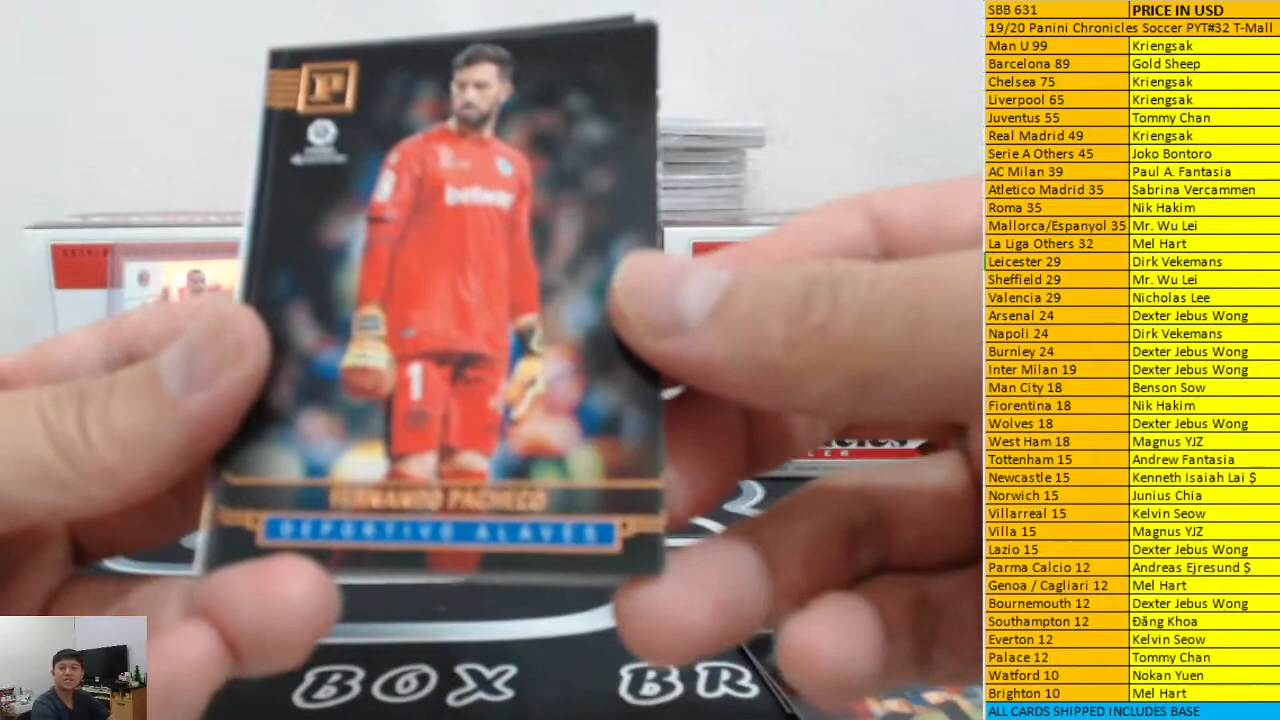 P
betway
1
FERNANDO PACHECO
DEPORTIVO ALAVES
BOX BR
SBB 631 PRICE IN USD
19/20 Panini Chronicles Soccer PYT#32 T-Mall
Man U 99 Kriengsak
Barcelona 89 Gold Sheep
Chelsea 75 Kriengsak
Liverpool 65 Kriengsak
Juventus 55 Tommy Chan
Real Madrid 49 Kriengsak
Serie A Others 45 Joko Bontoro
AC Milan 39 Paul A. Fantasia
Atletico Madrid 35 Sabrina Vercammen
Roma 35 Nik Hakim
Mallorca/Espanyol 35 Mr. Wu Lei
La Liga Others 32 Mel Hart
Leicester 29 Dirk Vekemans
Sheffield 29 Mr. Wu Lei
Valencia 29 Nicholas Lee
Arsenal 24 Dexter Jebus Wong
Napoli 24 Dirk Vekemans
Burnley 24 Dexter Jebus Wong
Inter Milan 19 Dexter Jebus Wong
Man City 18 Benson Sow
Fiorentina 18 Nik Hakim
Wolves 18 Dexter Jebus Wong
West Ham 18 Magnus YJZ
Tottenham 15 Andrew Fantasia
Newcastle 15 Kenneth Isaiah Lai $
Norwich 15 Junius Chia
Villarreal 15 Kelvin Seow
Villa 15 Magnus YJZ
Lazio 15 Dexter Jebus Wong
Parma Calcio 12 Andreas Ejresund $
Genoa / Cagliari 12 Mel Hart
Bournemouth 12 Dexter Jebus Wong
Southampton 12 Đăng Khoa
Everton 12 Kelvin Seow
Palace 12 Tommy Chan
Watford 10 Nokan Yuen
Brighton 10 Mel Hart
ALL CARDS SHIPPED INCLUDES BASE